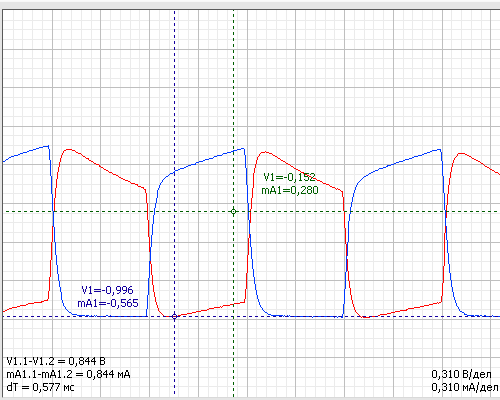 V1=-0,152
mA1=0,280
V1=-0,996
mA1=-0,565
V1.1-V1.2 = 0,844 В
mA1.1-mA1.2 = 0,844 мА
dT = 0,577 мс
0,310 В/дел
0,310 мА/дел